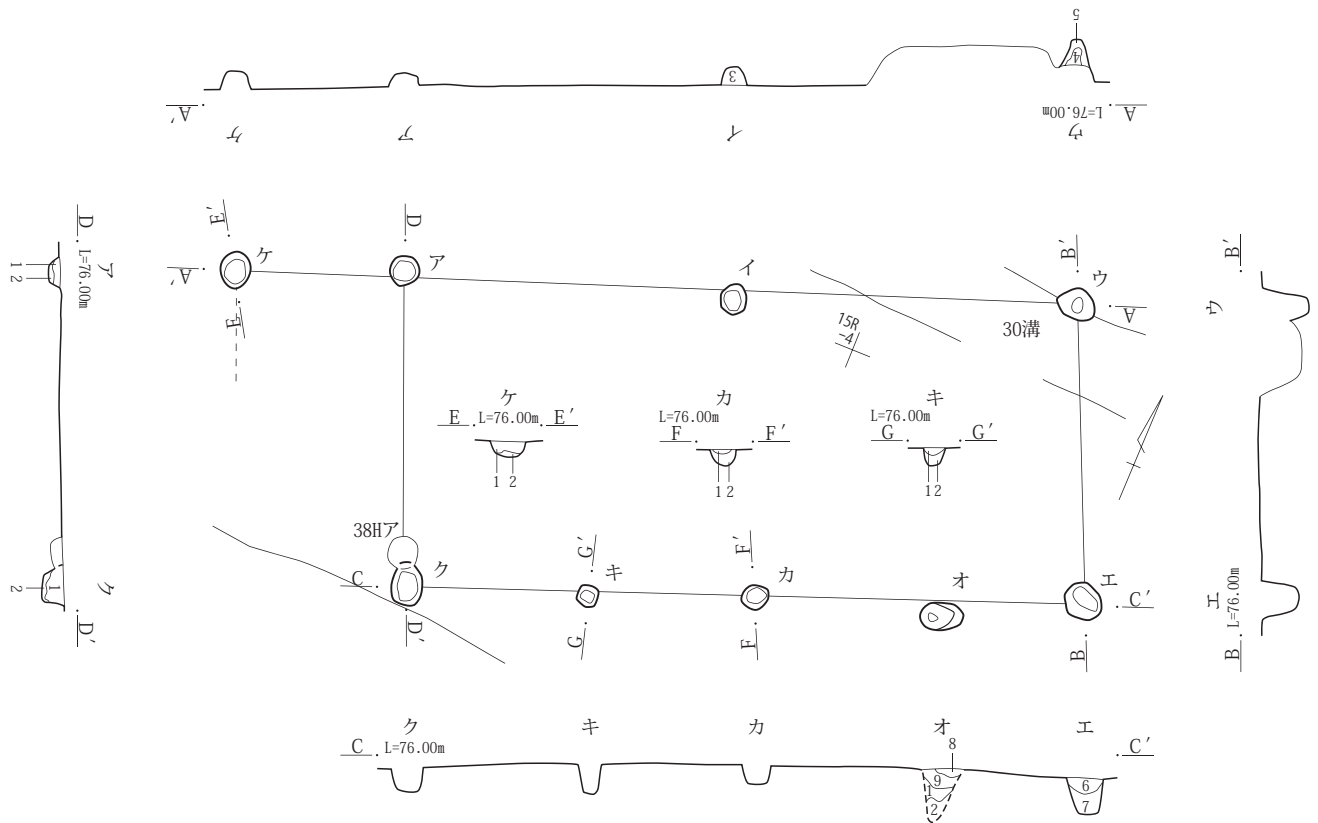 5
4
3
A′
L=76.00m
A
ケ
ア
イ
ウ
E′
D
D
B′
B′
A′
ケ
ア
イ
ウ
A
ウ
ア
L=76.00m
1
2
E
15R
-4
30溝
ケ
カ
キ
E
L=76.00m
E′
L=76.00m
F
F′
L=76.00m
G
G′
1 2
1 2
1 2
38Hア
G′
F′
C
ク
キ
カ
オ
エ
C′
ク
1
2
D′
D′
G
F
B
エ
L=76.00m
B
ク
キ
カ
オ
エ
C
L=76.00m
8
C′
9
1
2
6
7